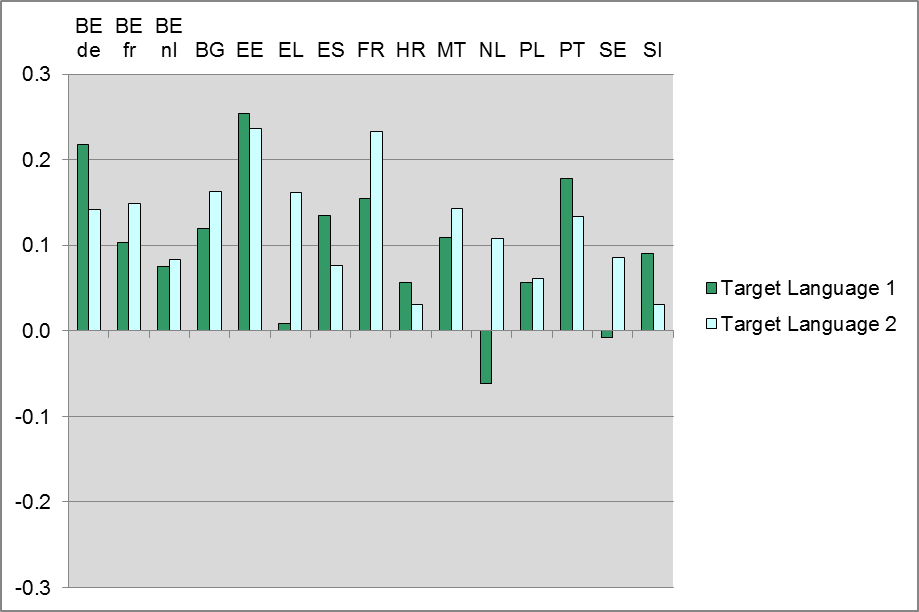 BE BE BE
de fr nl BG EE EL ES FR HR MT NL PL PT SE SI
0.3
0.2
0.1
0.0
-0.1
-0.2
-0.3
Target Language 1
Target Language 2